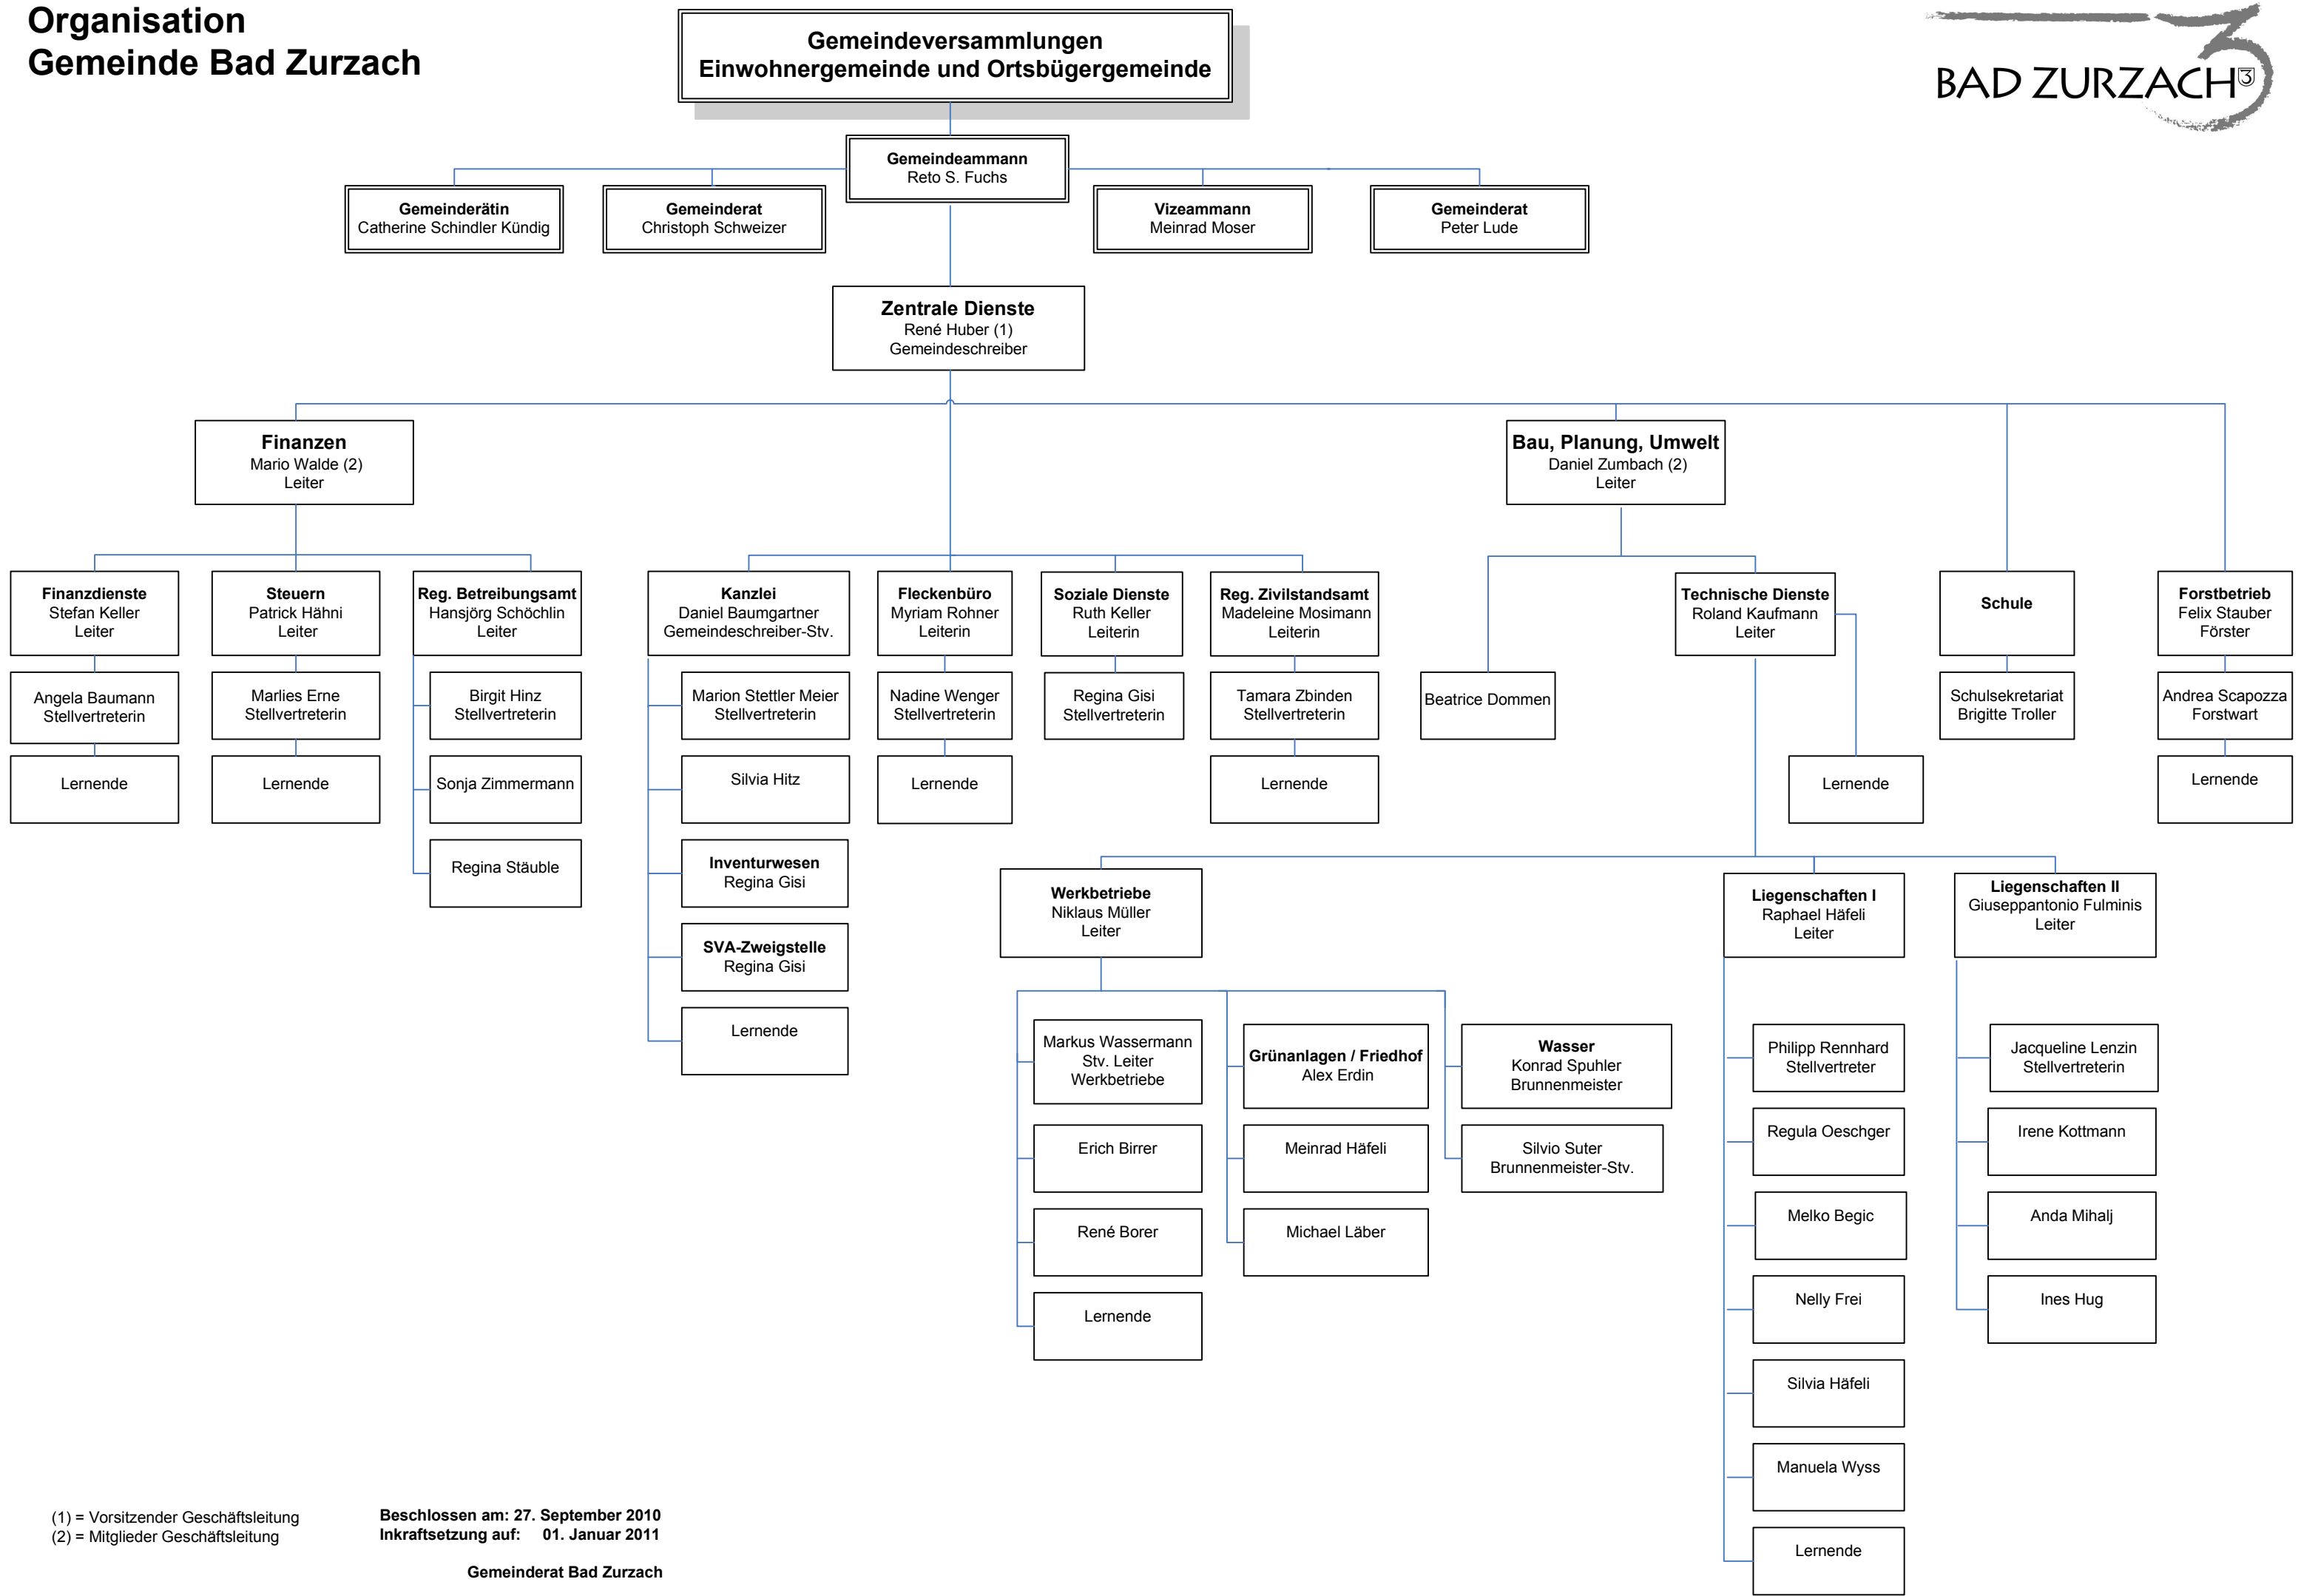 Organisation
Gemeinde Bad Zurzach
Gemeindeversammlungen
Einwohnergemeinde und Ortsbügergemeinde
BAD ZURZACH 3
Gemeindeammann
Reto S. Fuchs
Gemeinderätin
Catherine Schindler Kündig
Gemeinderat
Christoph Schweizer
Vizeammann
Meinrad Moser
Gemeinderat
Peter Lude
Zentrale Dienste
René Huber (1)
Gemeindeschreiber
Finanzen
Mario Walde (2)
Leiter
Bau, Planung, Umwelt
Daniel Zumbach (2)
Leiter
Finanzdienste
Stefan Keller
Leiter
Steuern
Patrick Hähni
Leiter
Reg. Betreibungsamt
Hansjörg Schöchlin
Leiter
Kanzlei
Daniel Baumgartner
Gemeindeschreiber-Stv.
Fleckenbüro
Myriam Rohner
Leiterin
Soziale Dienste
Ruth Keller
Leiterin
Reg. Zivilstandsamt
Madeleine Mosimann
Leiterin
Technische Dienste
Roland Kaufmann
Leiter
Schule
Forstbetrieb
Felix Stauber
Förster
Angela Baumann
Stellvertreterin
Marlies Erne
Stellvertreterin
Birgit Hinz
Stellvertreterin
Marion Stettler Meier
Stellvertreterin
Nadine Wenger
Stellvertreterin
Regina Gisi
Stellvertreterin
Tamara Zbinden
Stellvertreterin
Beatrice Dommen
Schulsekretariat
Brigitte Troller
Andrea Scapozza
Forstwart
Lernende
Lernende
Sonja Zimmermann
Silvia Hitz
Lernende
Lernende
Lernende
Lernende
Regina Stäuble
Inventurwesen
Regina Gisi
SVA-Zweigstelle
Regina Gisi
Lernende
Werkbetriebe
Niklaus Müller
Leiter
Liegenschaften I
Raphael Häfeli
Leiter
Liegenschaften II
Giuseppantonio Fulminis
Leiter
Markus Wassermann
Stv. Leiter
Werkbetriebe
Grünanlagen / Friedhof
Alex Erdin
Wasser
Konrad Spuhler
Brunnenmeister
Philipp Rennhard
Stellvertreter
Jacqueline Lenzin
Stellvertreterin
Erich Birrer
Meinrad Häfeli
Silvio Suter
Brunnenmeister-Stv.
Regula Oeschger
Irene Kottmann
René Borer
Michael Läber
Melko Begic
Anda Mihalj
Lernende
Nelly Frei
Ines Hug
Silvia Häfeli
Manuela Wyss
Lernende
(1) = Vorsitzender Geschäftsleitung
(2) = Mitglieder Geschäftsleitung
Beschlossen am: 27. September 2010
Inkraftsetzung auf: 01. Januar 2011
Gemeinderat Bad Zurzach